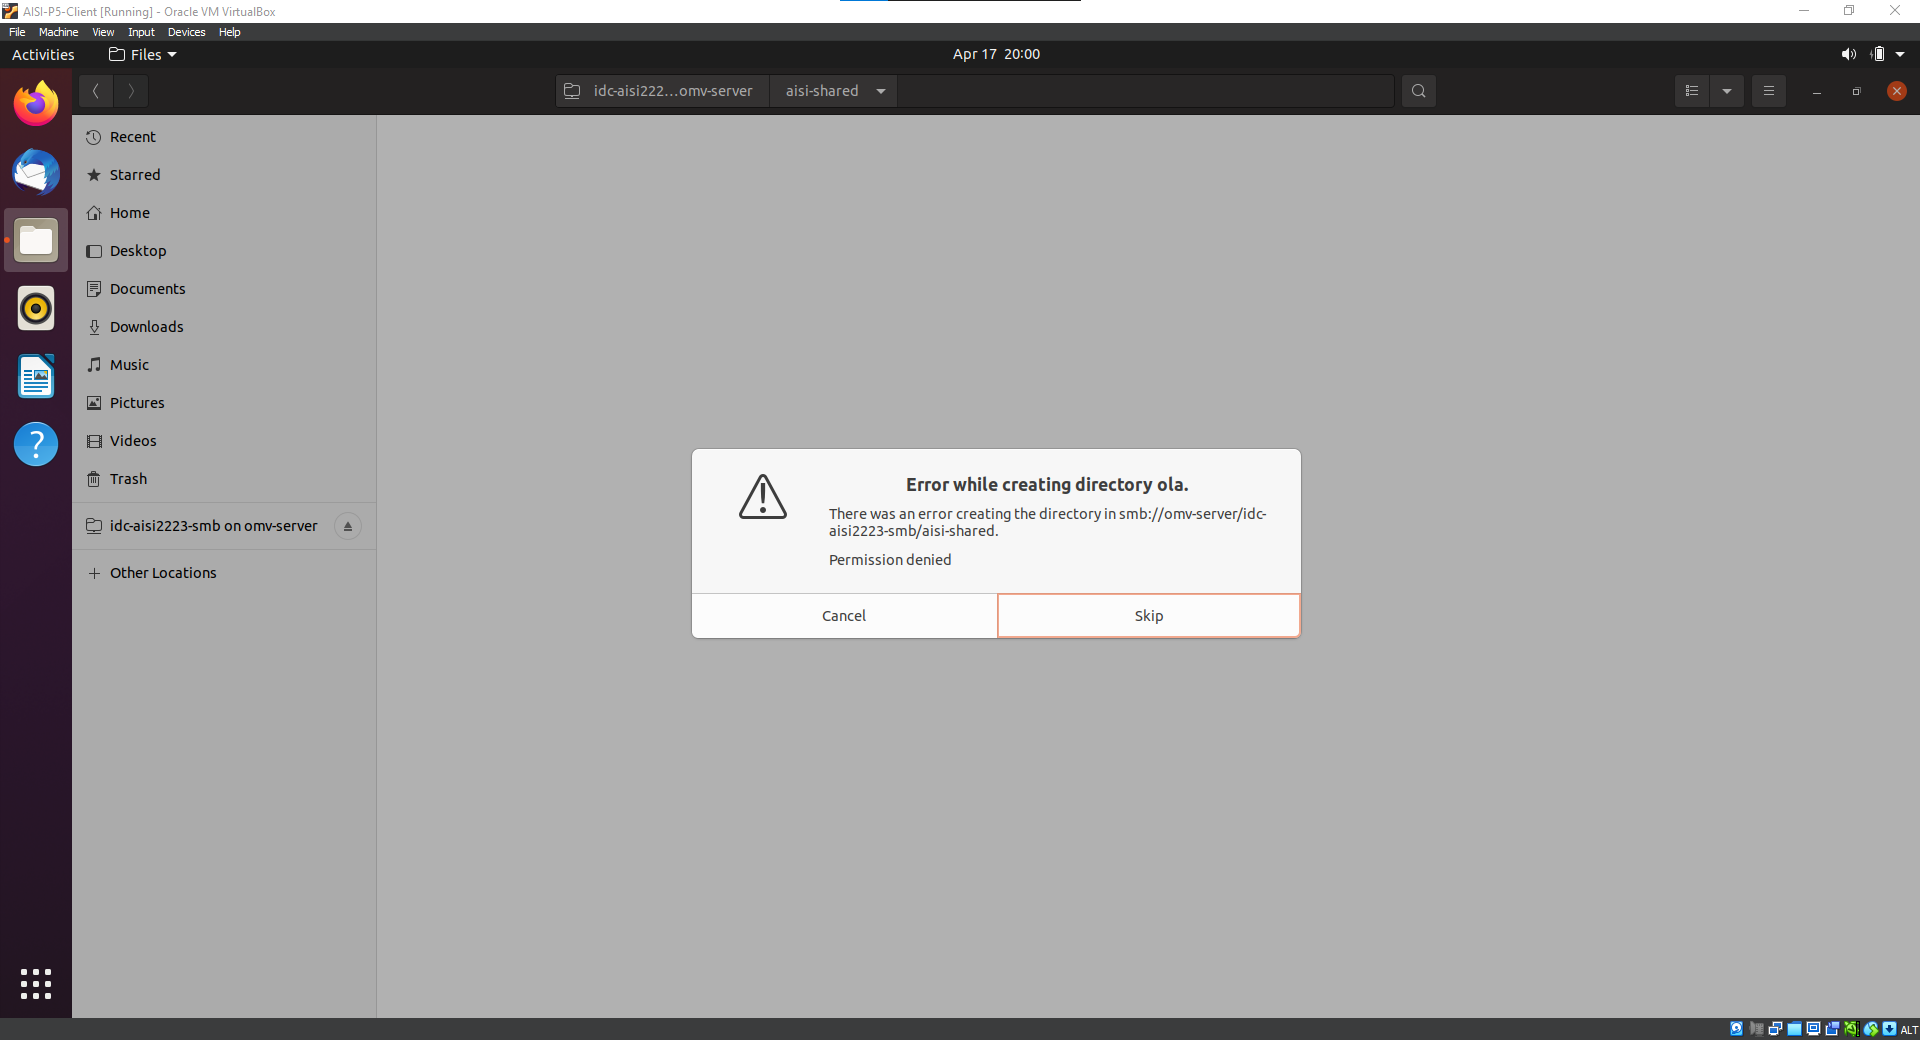 AISI-P5-Client [Running] - Oracle VM VirtualBox
File Machine View Input Devices Help
Activities Files Apr 17 20:00
idc-aisi222...omv-server aisi-shared
Recent
Starred
Home
Desktop
Documents
Downloads
Music
Pictures
Videos
Trash
idc-aisi2223-smb on omv-server
Other Locations
Error while creating directory ola.
There was an error creating the directory in smb://omv-server/idc-
aisi2223-smb/aisi-shared.
Permission denied
Cancel Skip
ALT